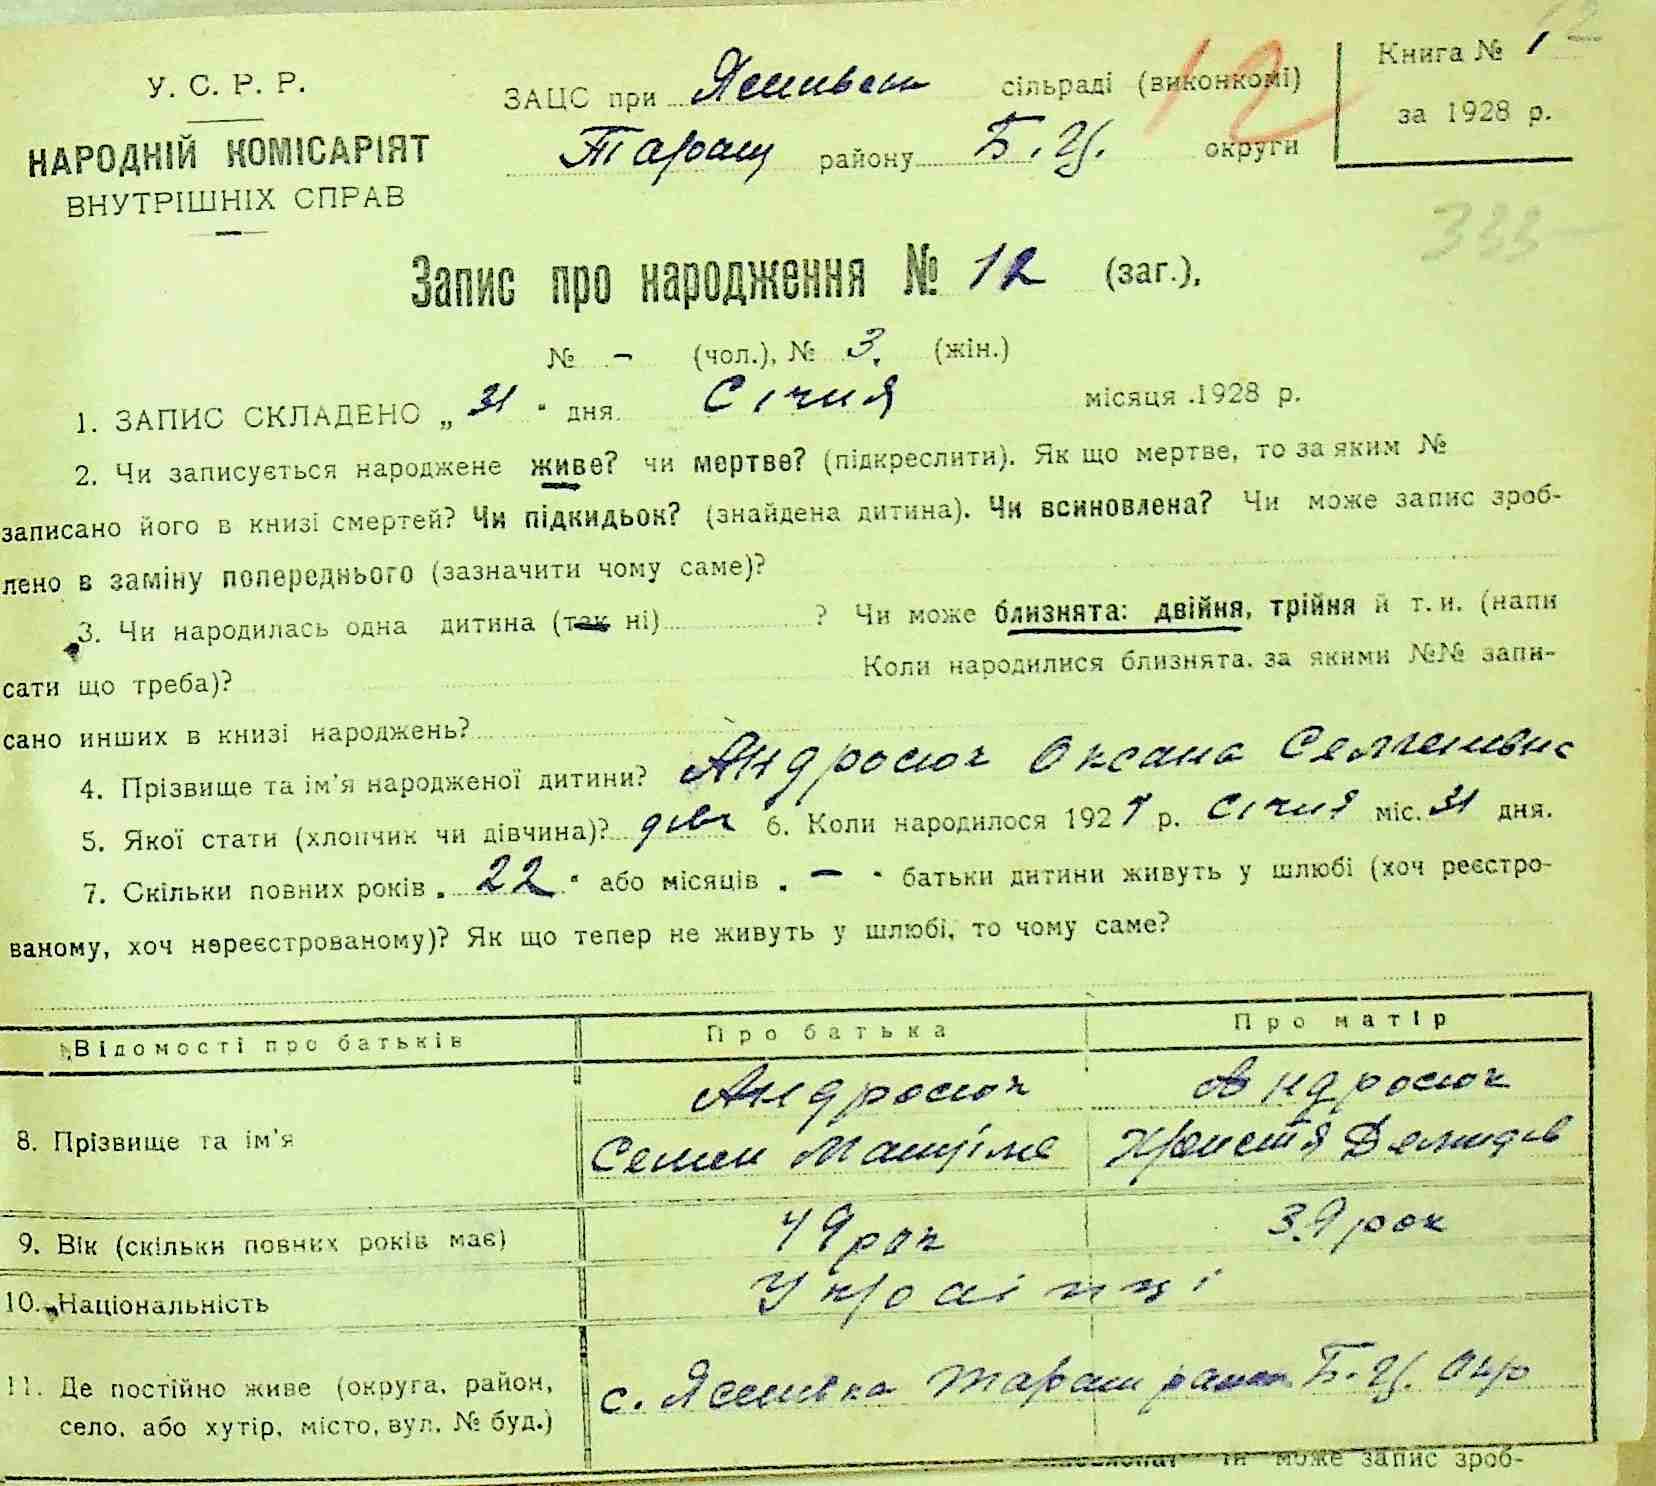 У. С. Р. Р.
НАРОДНІЙ КОМІСАРІЯТ
ВНУТРІШНІХ СПРАВ
ЗАЦС при сільраді (виконкомі)
Таращ району Б. Ц. округи
12
Книга № 1
за 1928 р.
333
Запис про народження № 12 (заг.),
№ – (чол.), № 3. (жін.)
1. ЗАПИС СКЛАДЕНО „ 31 " дня Січня місяця 1928 р.
2. Чи записується народжене живе? чи мертве? (підкреслити). Як що мертве, то за яким №
записано його в книзі смертей? Чи підкидьок? (знайдена дитина). Чи всиновлена? Чи може запис зроб-
лено в заміну попереднього (зазначити чому саме)?
3. Чи народилась одна дитина (так ні) ? Чи може близнята: двійня, трійня й т. и. (напи
сати що треба)? Коли народилися близнята. за якими №№ запи-
сано инших в книзі народжень?
4. Прізвище та ім'я народженої дитини? Андросюк Оксана Семенівна
5. Якої стати (хлопчик чи дівчина)? дівч 6. Коли народилось 192 р. Січня міс. 31 дня.
7. Скільки повних років „ 22 " або місяців „ – " батьки дитини живуть у шлюбі (хоч реєстро-
ваному, хоч нереєстрованому)? Як що тепер не живуть у шлюбі, то чому саме?
Відомості про батьків Про батька Про матір
8. Прізвище та ім'я
Андросюк Андросюк
Семен Христя Демидів
9. Вік (скільки повних років має) 49 рок 39 рок
10. Національність Українці
11. Де постійно живе (округа, район,
село, або хутір, місто, вул. № буд.)
с. Таращ район Б. Ц. Окр
може запис зроб-